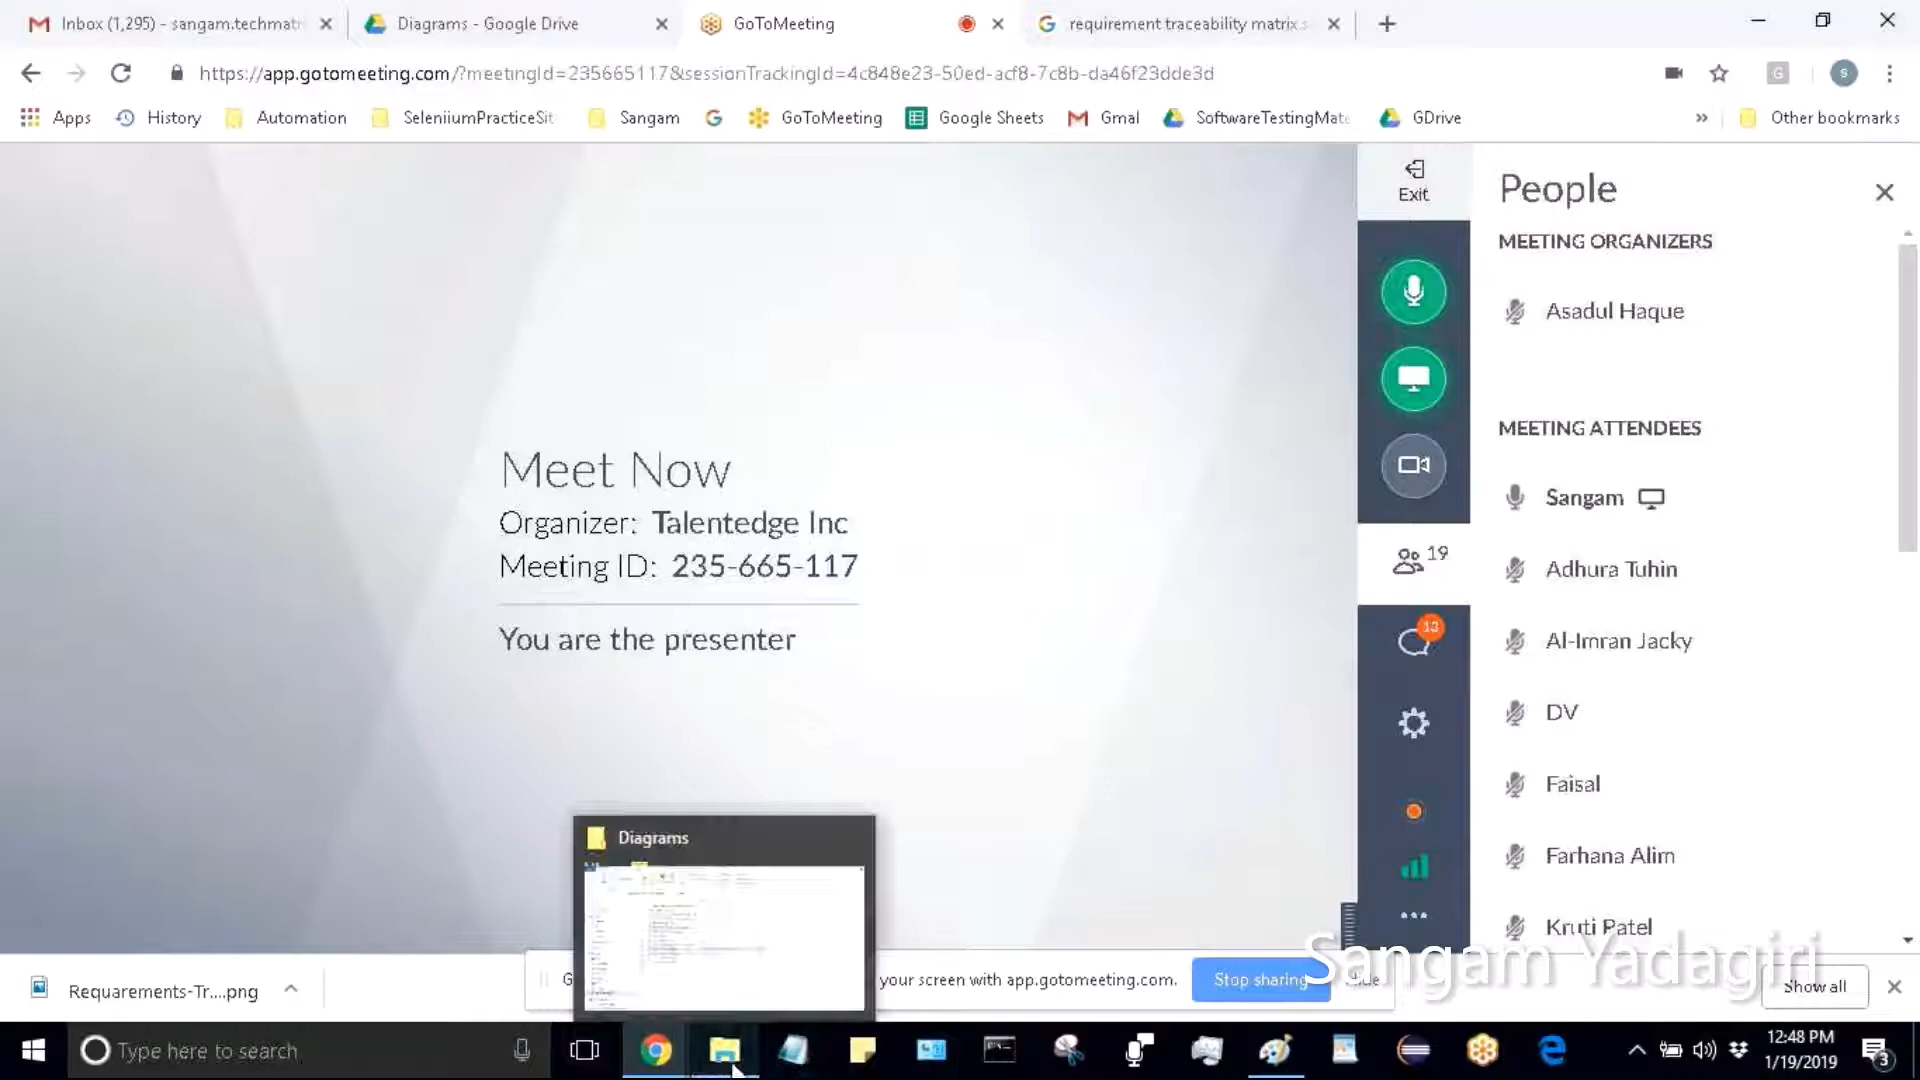 Inbox (1,295) - sangam.techmatr
Diagrams - Google Drive
GoToMeeting
requirement traceability matrix s
https://app.gotomeeting.com/?meetingId=235665117&sessionTrackingId=4c848e23-50ed-acf8-7c8b-da46f23dde3d
Apps
History
Automation
SeleniiumPracticeSit
Sangam
GoToMeeting
Google Sheets
Gmal
SoftwareTestingMate
GDrive
»
Other bookmarks
Exit
People
MEETING ORGANIZERS
Asadul Haque
MEETING ATTENDEES
Sangam
Adhura Tuhin
Al-Imran Jacky
DV
Faisal
Farhana Alim
Kruti Patel
19
13
Meet Now
Organizer: Talentedge Inc
Meeting ID: 235-665-117
You are the presenter
Diagrams
your screen with app.gotomeeting.com.
Stop sharing
Sangam Yadagiri
Requarements-Tr....png
Show all
Type here to search
12:48 PM
1/19/2019
3